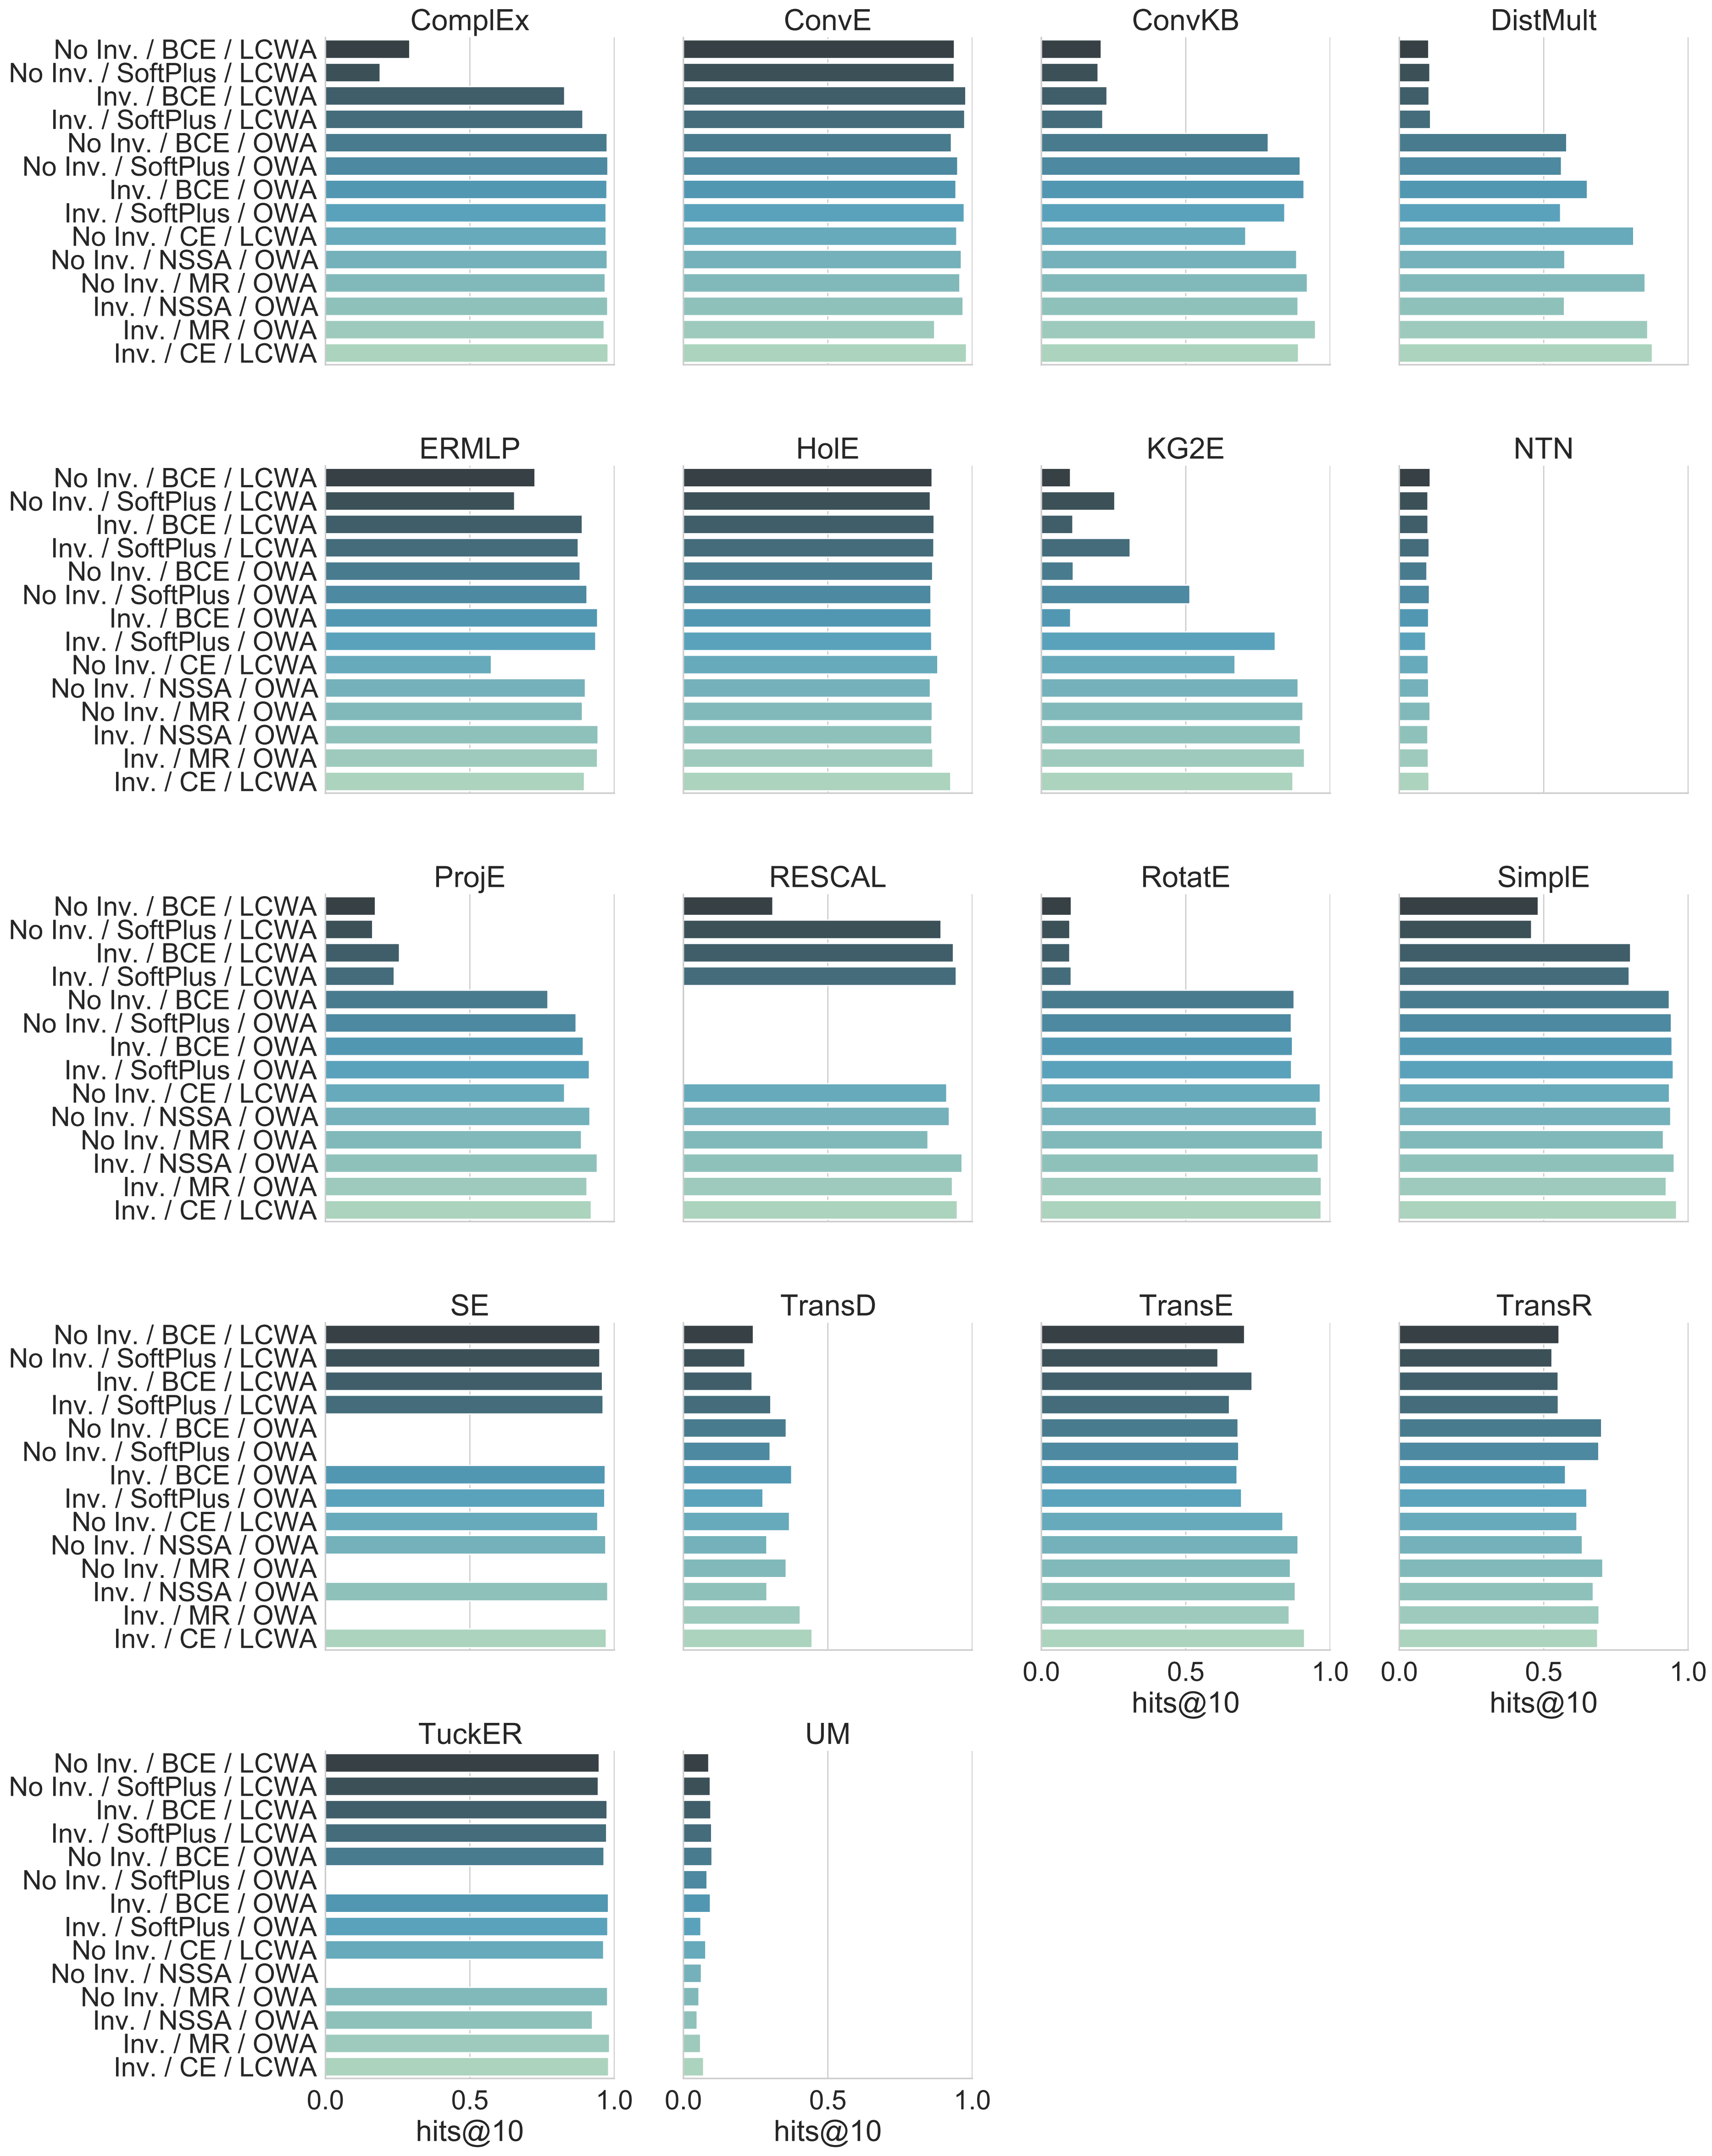 ComplEx ConvE ConvKB DistMult
No Inv. / BCE / LCWA
No Inv. / SoftPlus / LCWA
Inv. / BCE / LCWA
Inv. / SoftPlus / LCWA
No Inv. / BCE / OWA
No Inv. / SoftPlus / OWA
Inv. / BCE / OWA
Inv. / SoftPlus / OWA
No Inv. / CE / LCWA
No Inv. / NSSA / OWA
No Inv. / MR / OWA
Inv. / NSSA / OWA
Inv. / MR / OWA
Inv. / CE / LCWA
ERMLP HolE KG2E NTN
No Inv. / BCE / LCWA
No Inv. / SoftPlus / LCWA
Inv. / BCE / LCWA
Inv. / SoftPlus / LCWA
No Inv. / BCE / OWA
No Inv. / SoftPlus / OWA
Inv. / BCE / OWA
Inv. / SoftPlus / OWA
No Inv. / CE / LCWA
No Inv. / NSSA / OWA
No Inv. / MR / OWA
Inv. / NSSA / OWA
Inv. / MR / OWA
Inv. / CE / LCWA
ProjE RESCAL RotatE SimplE
No Inv. / BCE / LCWA
No Inv. / SoftPlus / LCWA
Inv. / BCE / LCWA
Inv. / SoftPlus / LCWA
No Inv. / BCE / OWA
No Inv. / SoftPlus / OWA
Inv. / BCE / OWA
Inv. / SoftPlus / OWA
No Inv. / CE / LCWA
No Inv. / NSSA / OWA
No Inv. / MR / OWA
Inv. / NSSA / OWA
Inv. / MR / OWA
Inv. / CE / LCWA
SE TransD TransE TransR
No Inv. / BCE / LCWA
No Inv. / SoftPlus / LCWA
Inv. / BCE / LCWA
Inv. / SoftPlus / LCWA
No Inv. / BCE / OWA
No Inv. / SoftPlus / OWA
Inv. / BCE / OWA
Inv. / SoftPlus / OWA
No Inv. / CE / LCWA
No Inv. / NSSA / OWA
No Inv. / MR / OWA
Inv. / NSSA / OWA
Inv. / MR / OWA
Inv. / CE / LCWA
0.0 0.5 1.0 0.0 0.5 1.0
hits@10 hits@10
TuckER UM
No Inv. / BCE / LCWA
No Inv. / SoftPlus / LCWA
Inv. / BCE / LCWA
Inv. / SoftPlus / LCWA
No Inv. / BCE / OWA
No Inv. / SoftPlus / OWA
Inv. / BCE / OWA
Inv. / SoftPlus / OWA
No Inv. / CE / LCWA
No Inv. / NSSA / OWA
No Inv. / MR / OWA
Inv. / NSSA / OWA
Inv. / MR / OWA
Inv. / CE / LCWA
0.0 0.5 1.0 0.0 0.5 1.0
hits@10 hits@10